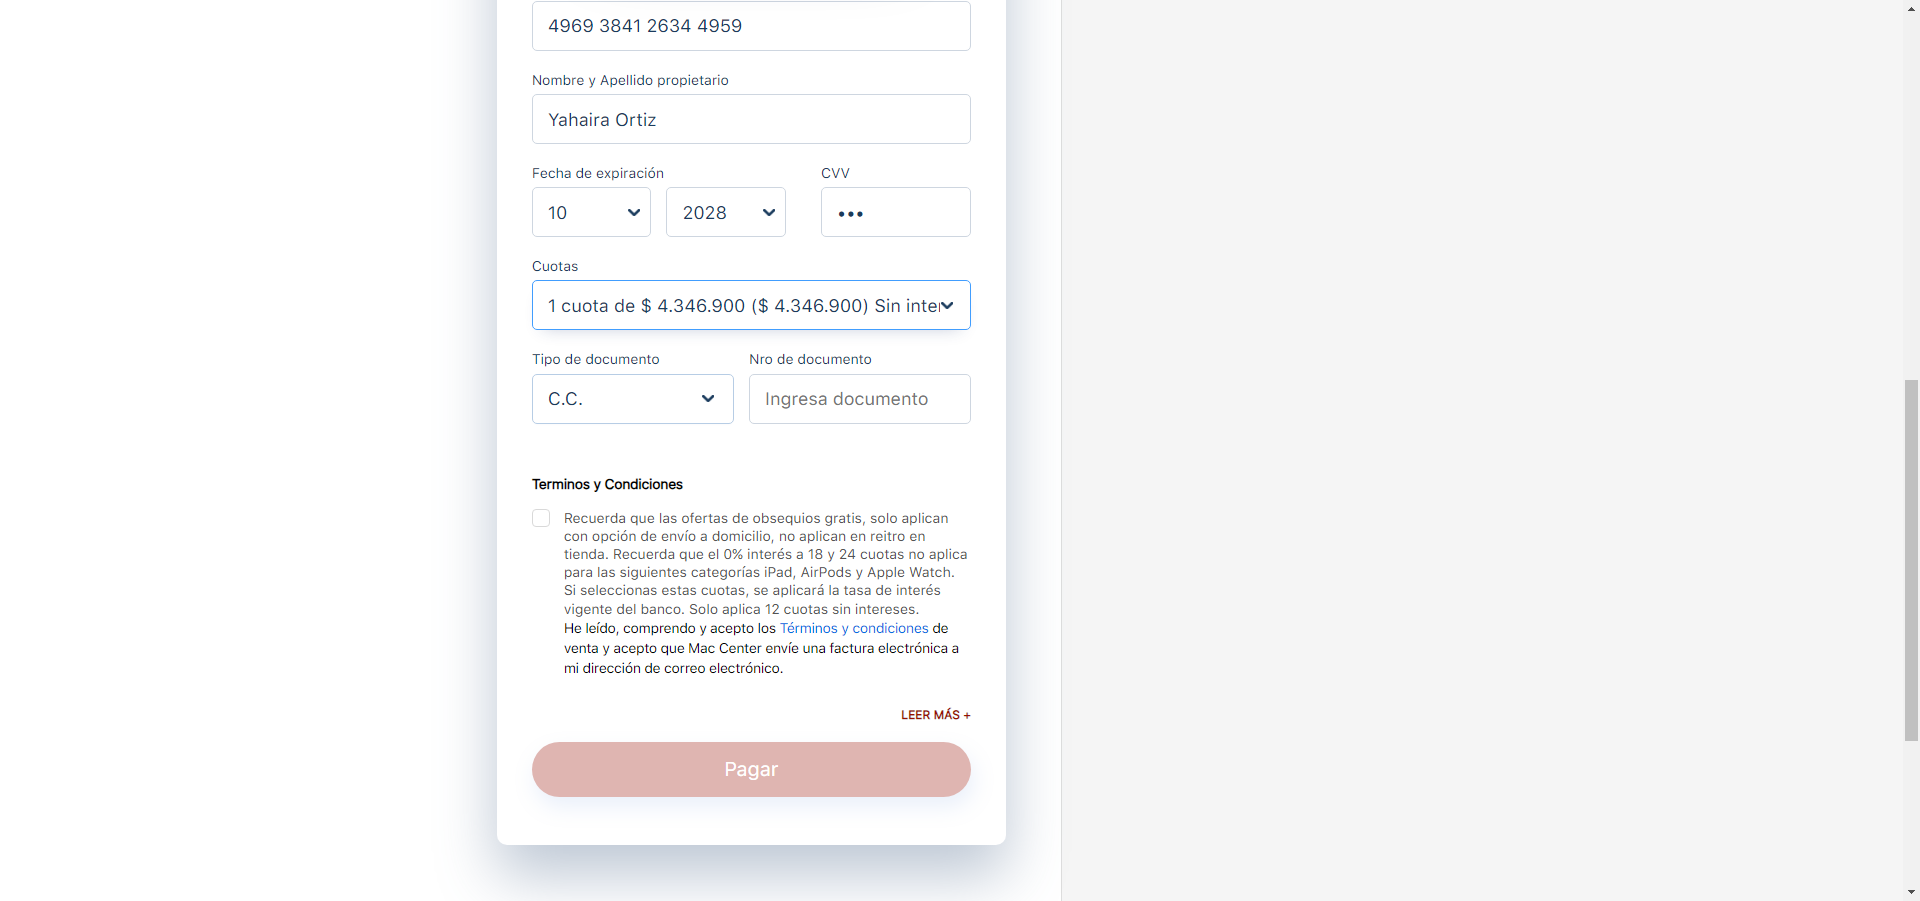 4969 3841 2634 4959
Nombre y Apellido propietario
Yahaira Ortiz
Fecha de expiración
CVV
10
2028
•••
Cuotas
1 cuota de $ 4.346.900 ($ 4.346.900) Sin inte
Tipo de documento
Nro de documento
C.C.
Ingresa documento
Terminos y Condiciones
Recuerda que las ofertas de obsequios gratis, solo aplican
con opción de envío a domicilio, no aplican en reitro en
tienda. Recuerda que el 0% interés a 18 y 24 cuotas no aplica
para las siguientes categorías iPad, AirPods y Apple Watch.
Si seleccionas estas cuotas, se aplicará la tasa de interés
vigente del banco. Solo aplica 12 cuotas sin intereses.
He leído, comprendo y acepto los Términos y condiciones de
venta y acepto que Mac Center envíe una factura electrónica a
mi dirección de correo electrónico.
LEER MÁS +
Pagar